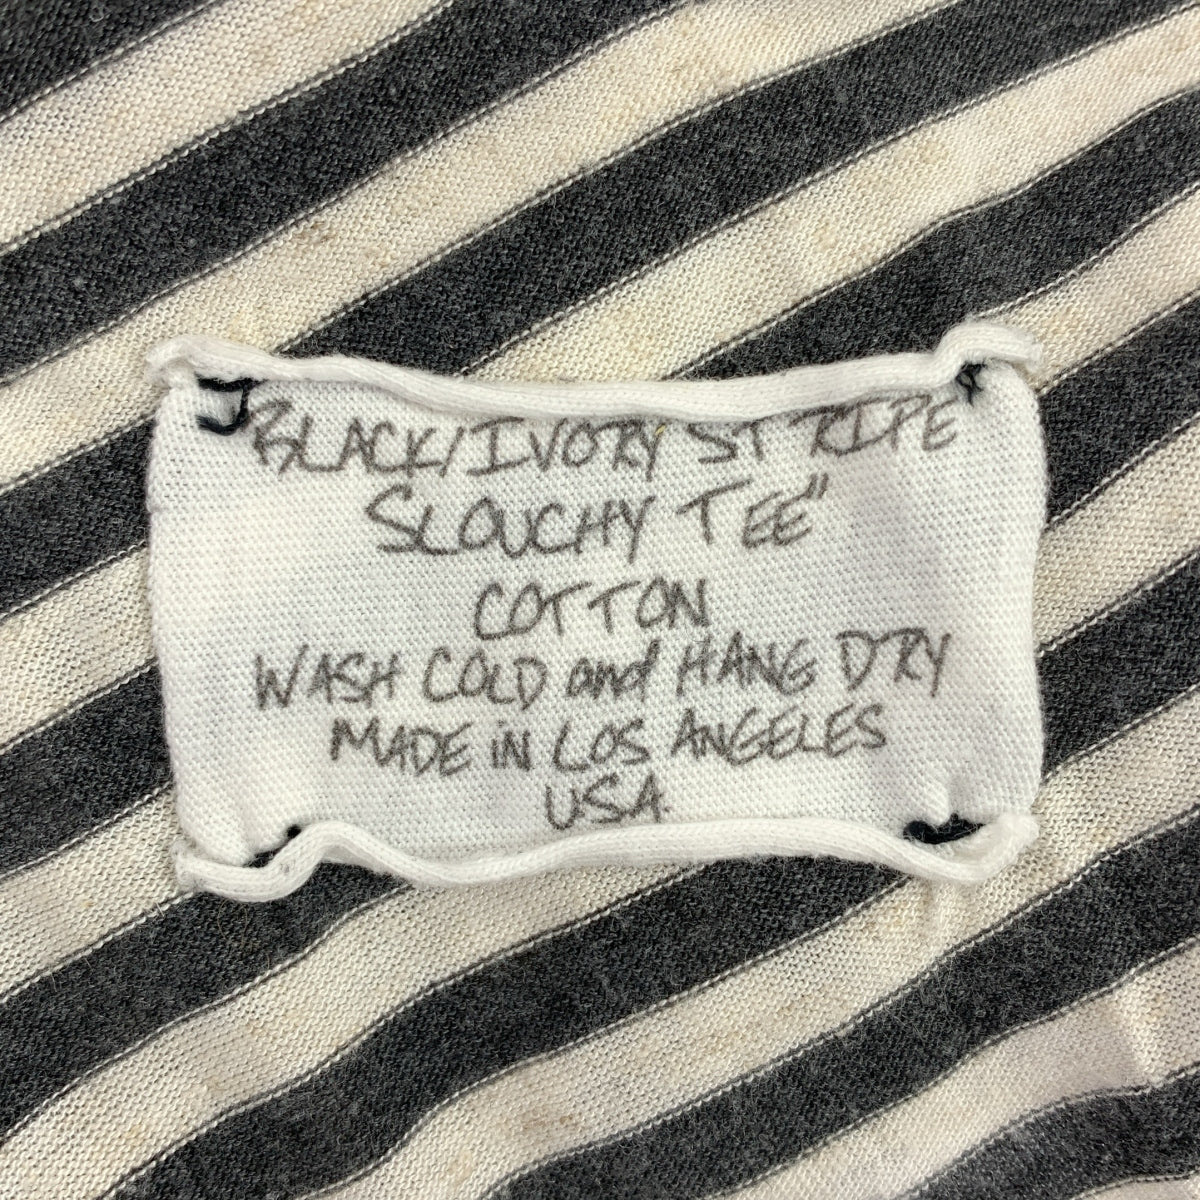 "BLACK/IVORY STRIPE
SLOUCHY TEE"
COTTON
WASH COLD and HANG DRY
MADE iN LOS ANGELES
USA